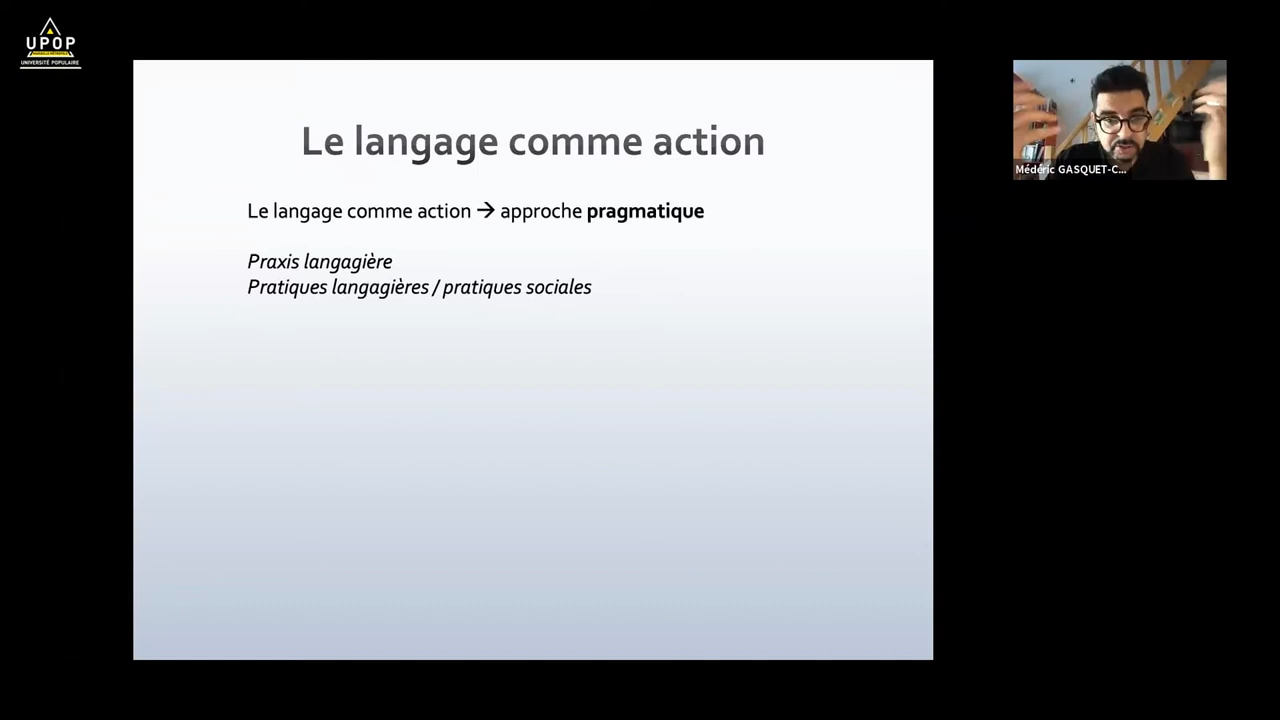 UPOP
UNIVERSITÉ POPULAIRE
Le langage comme action
Le langage comme action → approche pragmatique
Praxis langagière
Pratiques langagières / pratiques sociales
Médéric GASQUET-C...